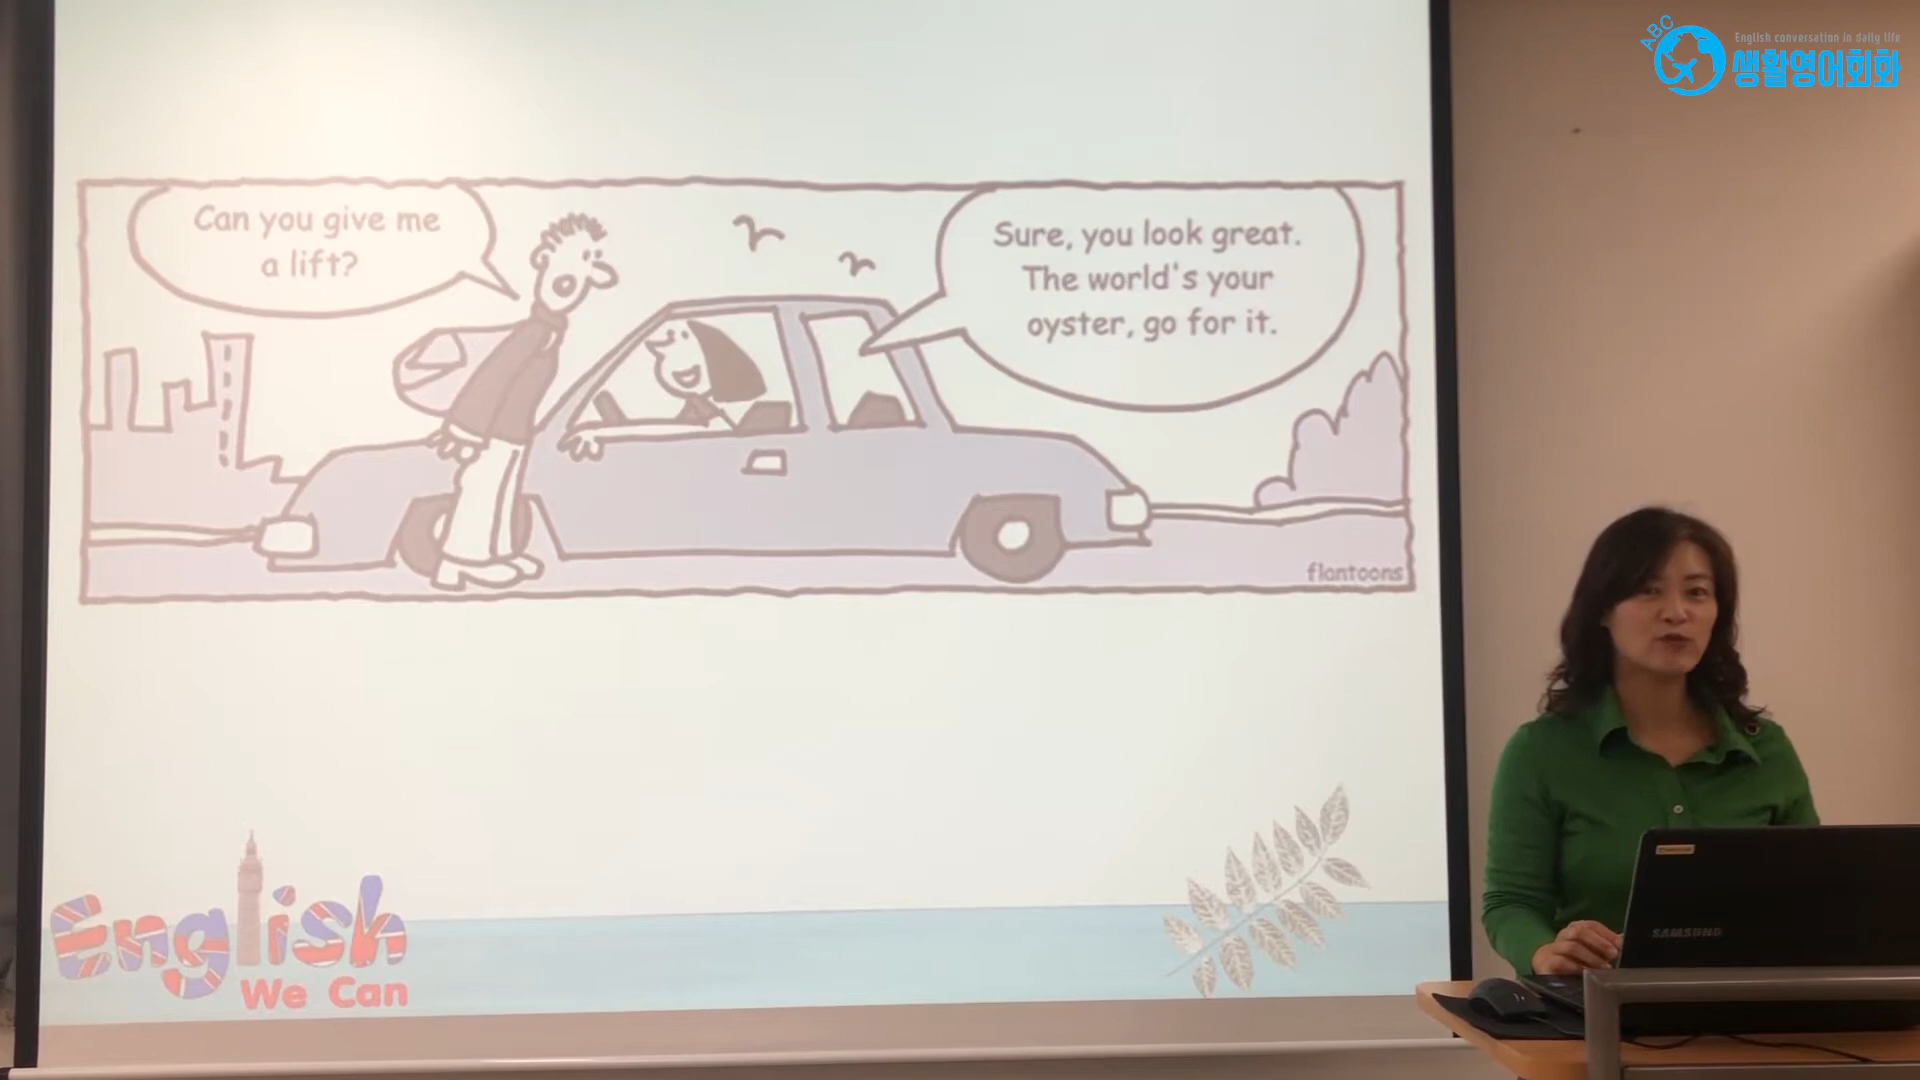 ABC
English conversation in daily life
생활영어회화
Can you give me
a lift?
Sure, you look great.
The world's your
oyster, go for it.
flantoons
English
We Can
SAMSUNG